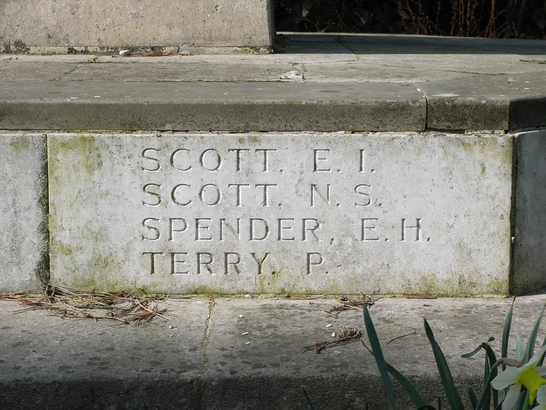 SCOTT, E. I.
SCOTT, N. S.
SPENDER, E. H.
TERRY, P.